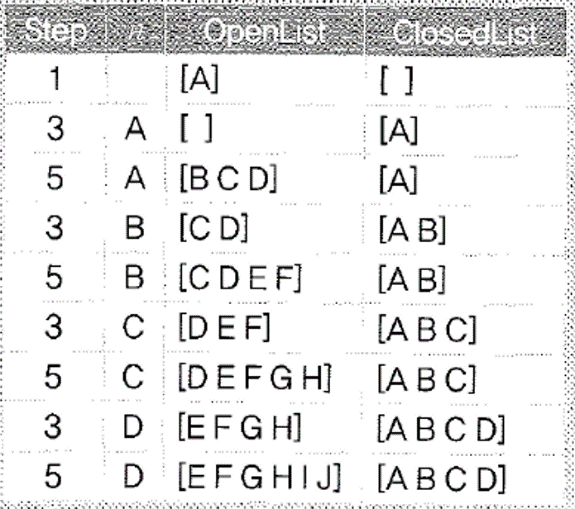 Step n OpenList ClosedList
1 [A] [ ]
3 A [ ] [A]
5 A [B C D] [A]
3 B [C D] [A B]
5 B [C D E F] [A B]
3 C [D E F] [A B C]
5 C [D E F G H] [A B C]
3 D [E F G H] [A B C D]
5 D [E F G H I J] [A B C D]